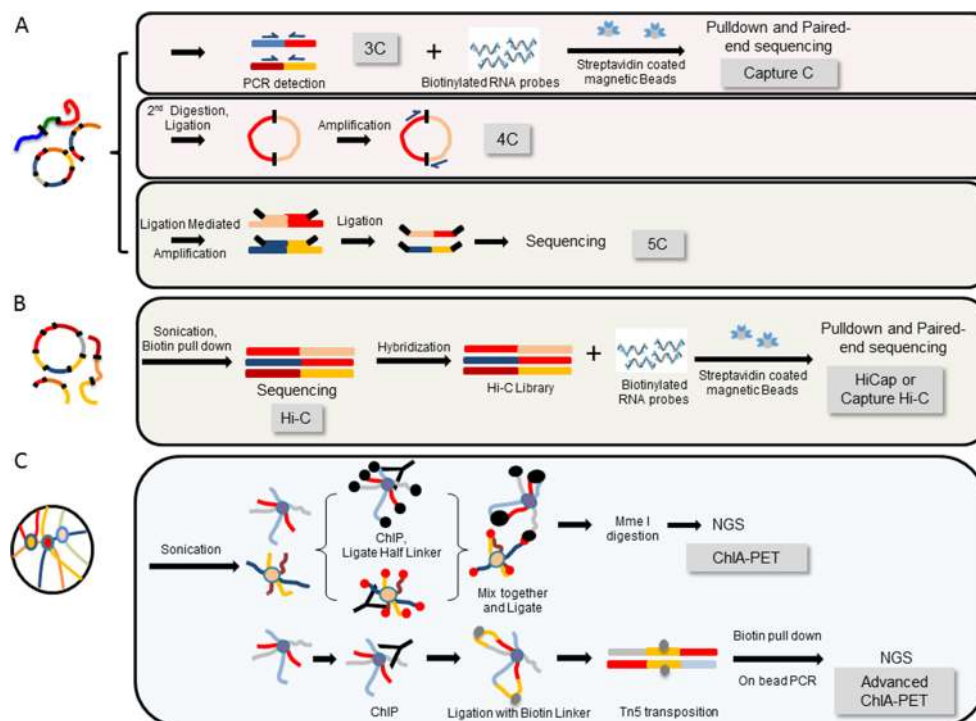 A
PCR detection
3C
+
Biotinylated RNA probes
Streptavidin coated
magnetic Beads
Pulldown and Paired-
end sequencing
Capture C
2nd Digestion,
Ligation
Amplification
4C
Ligation Mediated
Amplification
Ligation
Sequencing
5C
B
Sonication,
Biotin pull down
Sequencing
Hi-C
Hybridization
Hi-C Library
+
Biotinylated
RNA probes
Streptavidin coated
magnetic Beads
Pulldown and Paired-
end sequencing
HiCap or
Capture Hi-C
C
Sonication
ChIP,
Ligate Half Linker
Mix together
and Ligate
Mme I
digestion
NGS
ChIA-PET
ChIP
Ligation with Biotin Linker
Tn5 transposition
Biotin pull down
On bead PCR
NGS
Advanced
ChIA-PET